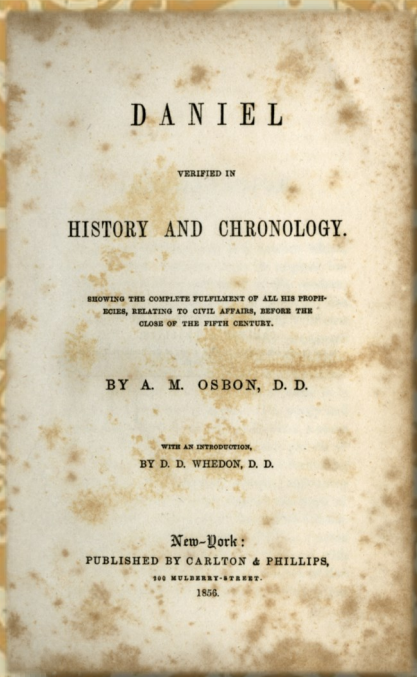 DANIEL
VERIFIED IN
HISTORY AND CHRONOLOGY.
SHOWING THE COMPLETE FULFILMENT OF ALL HIS PROPH-
ECIES, RELATING TO CIVIL AFFAIRS, BEFORE THE
CLOSE OF THE FIFTH CENTURY.
BY A. M. OSBON, D. D.
WITH AN INTRODUCTION,
BY D. D. WHEDON, D. D.
New-York:
PUBLISHED BY CARLTON & PHILLIPS,
200 MULBERRY-STREET.
1856.